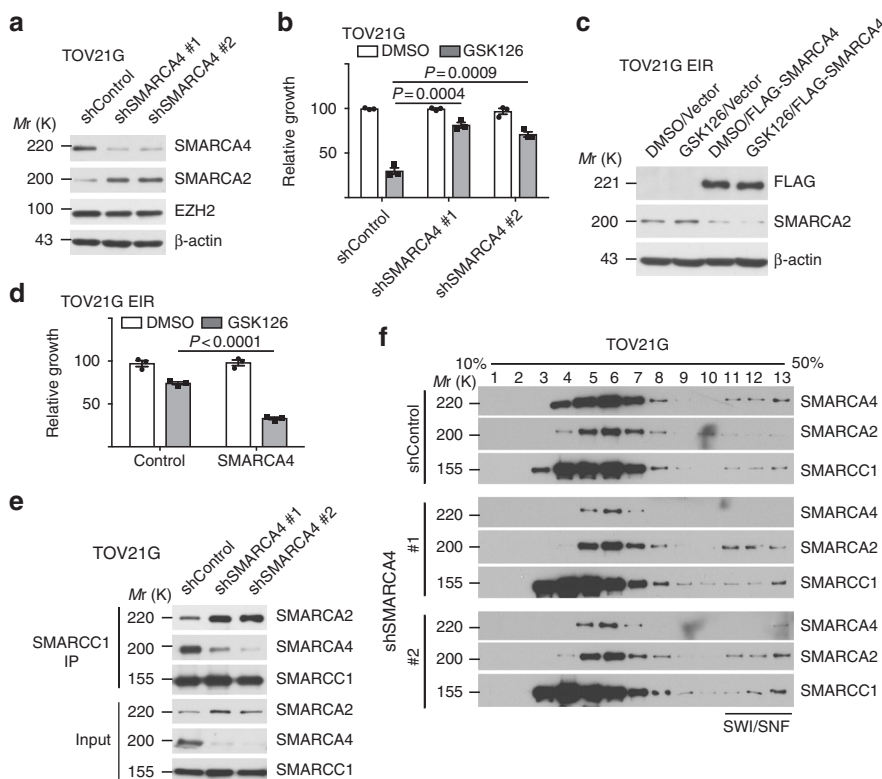 a
TOV21G
shControl
shSMARCA4 #1
shSMARCA4 #2
Mr (K)
220
SMARCA4
200
SMARCA2
100
EZH2
43
β-actin
b
TOV21G
DMSO
GSK126
P = 0.0009
P = 0.0004
Relative growth
100
50
shControl
shSMARCA4 #1
shSMARCA4 #2
c
TOV21G EIR
DMSO/Vector
GSK126/Vector
DMSO/FLAG-SMARCA4
GSK126/FLAG-SMARCA4
Mr (K)
221
FLAG
200
SMARCA2
43
β-actin
d
TOV21G EIR
DMSO
GSK126
P < 0.0001
Relative growth
100
50
Control
SMARCA4
e
TOV21G
shControl
shSMARCA4 #1
shSMARCA4 #2
Mr (K)
SMARCC1
IP
220
SMARCA2
200
SMARCA4
155
SMARCC1
Input
220
SMARCA2
200
SMARCA4
155
SMARCC1
f
TOV21G
10%
50%
Mr (K)
1 2 3 4 5 6 7 8 9 10 11 12 13
shControl
220
SMARCA4
200
SMARCA2
155
SMARCC1
shSMARCA4
#1
220
SMARCA4
200
SMARCA2
155
SMARCC1
#2
220
SMARCA4
200
SMARCA2
155
SMARCC1
SWI/SNF